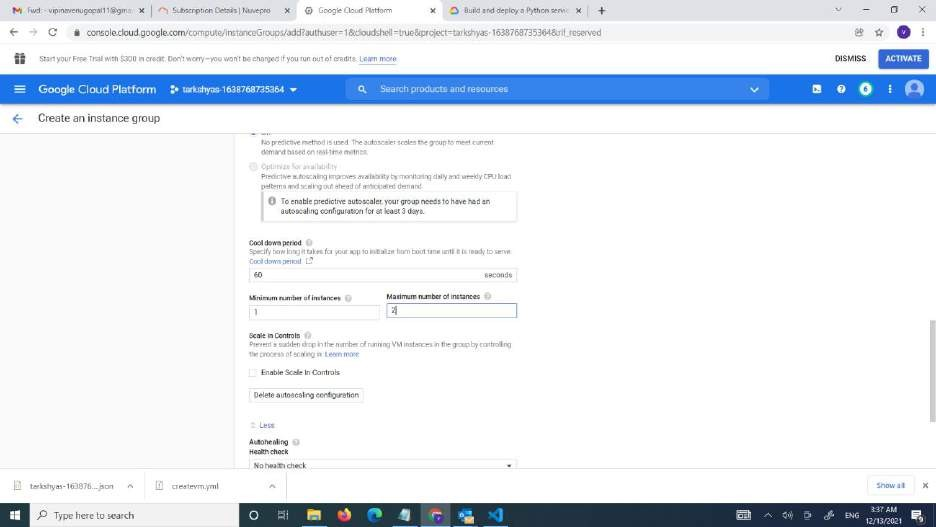 Fwd: - vipinavenugopal11@gmai
Subscription Details | Nuvepro
Google Cloud Platform
Build and deploy a Python servic
console.cloud.google.com/compute/instanceGroups/add?authuser=1&cloudshell=true&project=tarkshyas-1638768735364&rif_reserved
V
Start your Free Trial with $300 in credit. Don't worry—you won't be charged if you run out of credits. Learn more
DISMISS
ACTIVATE
Google Cloud Platform
tarkshyas-1638768735364
Search products and resources
6
Create an instance group
No predictive method is used. The autoscaler scales the group to meet current
demand based on real-time metrics.
Optimize for availability
Predictive autoscaling improves availability by monitoring daily and weekly CPU load
patterns and scaling out ahead of anticipated demand.
To enable predictive autoscaler, your group needs to have had an
autoscaling configuration for at least 3 days.
Cool down period
Specify how long it takes for your app to initialize from boot time until it is ready to serve
Cool down period
60
seconds
Minimum number of instances
Maximum number of instances
1
2
Scale In Controls
Prevent a sudden drop in the number of running VM instances in the group by controlling
the process of scaling in. Learn more
Enable Scale In Controls
Delete autoscaling configuration
Less
Autohealing
Health check
No health check
tarkshyas-163876....json
createvm.yml
Show all
Type here to search
ENG
3:37 AM
12/13/2021
9